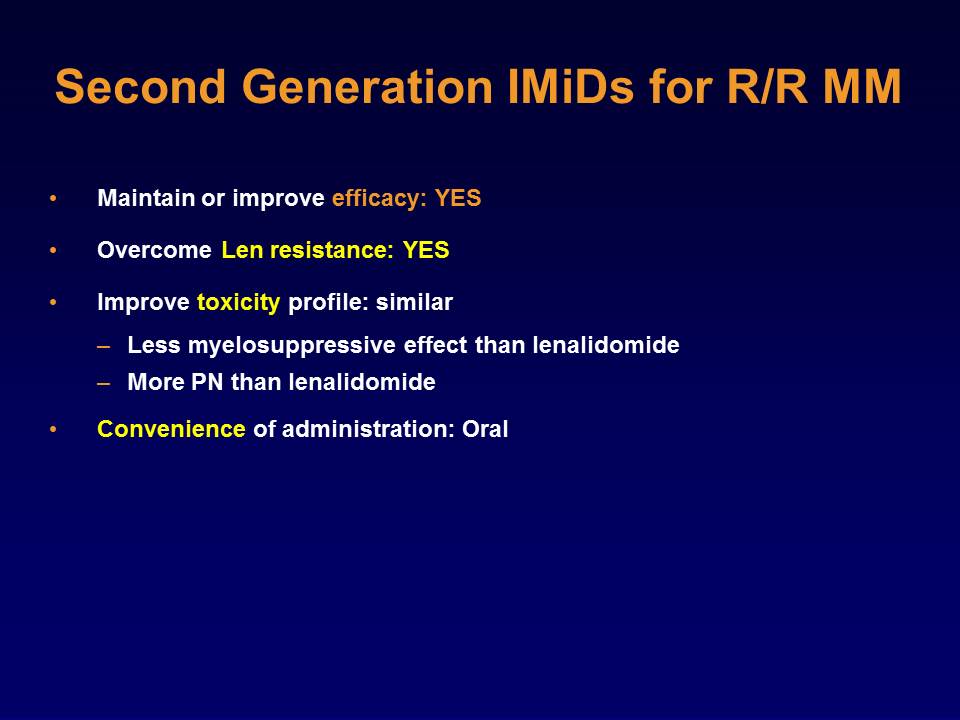 Second Generation IMiDs for R/R MM
• Maintain or improve efficacy: YES
• Overcome Len resistance: YES
• Improve toxicity profile: similar
– Less myelosuppressive effect than lenalidomide
– More PN than lenalidomide
• Convenience of administration: Oral